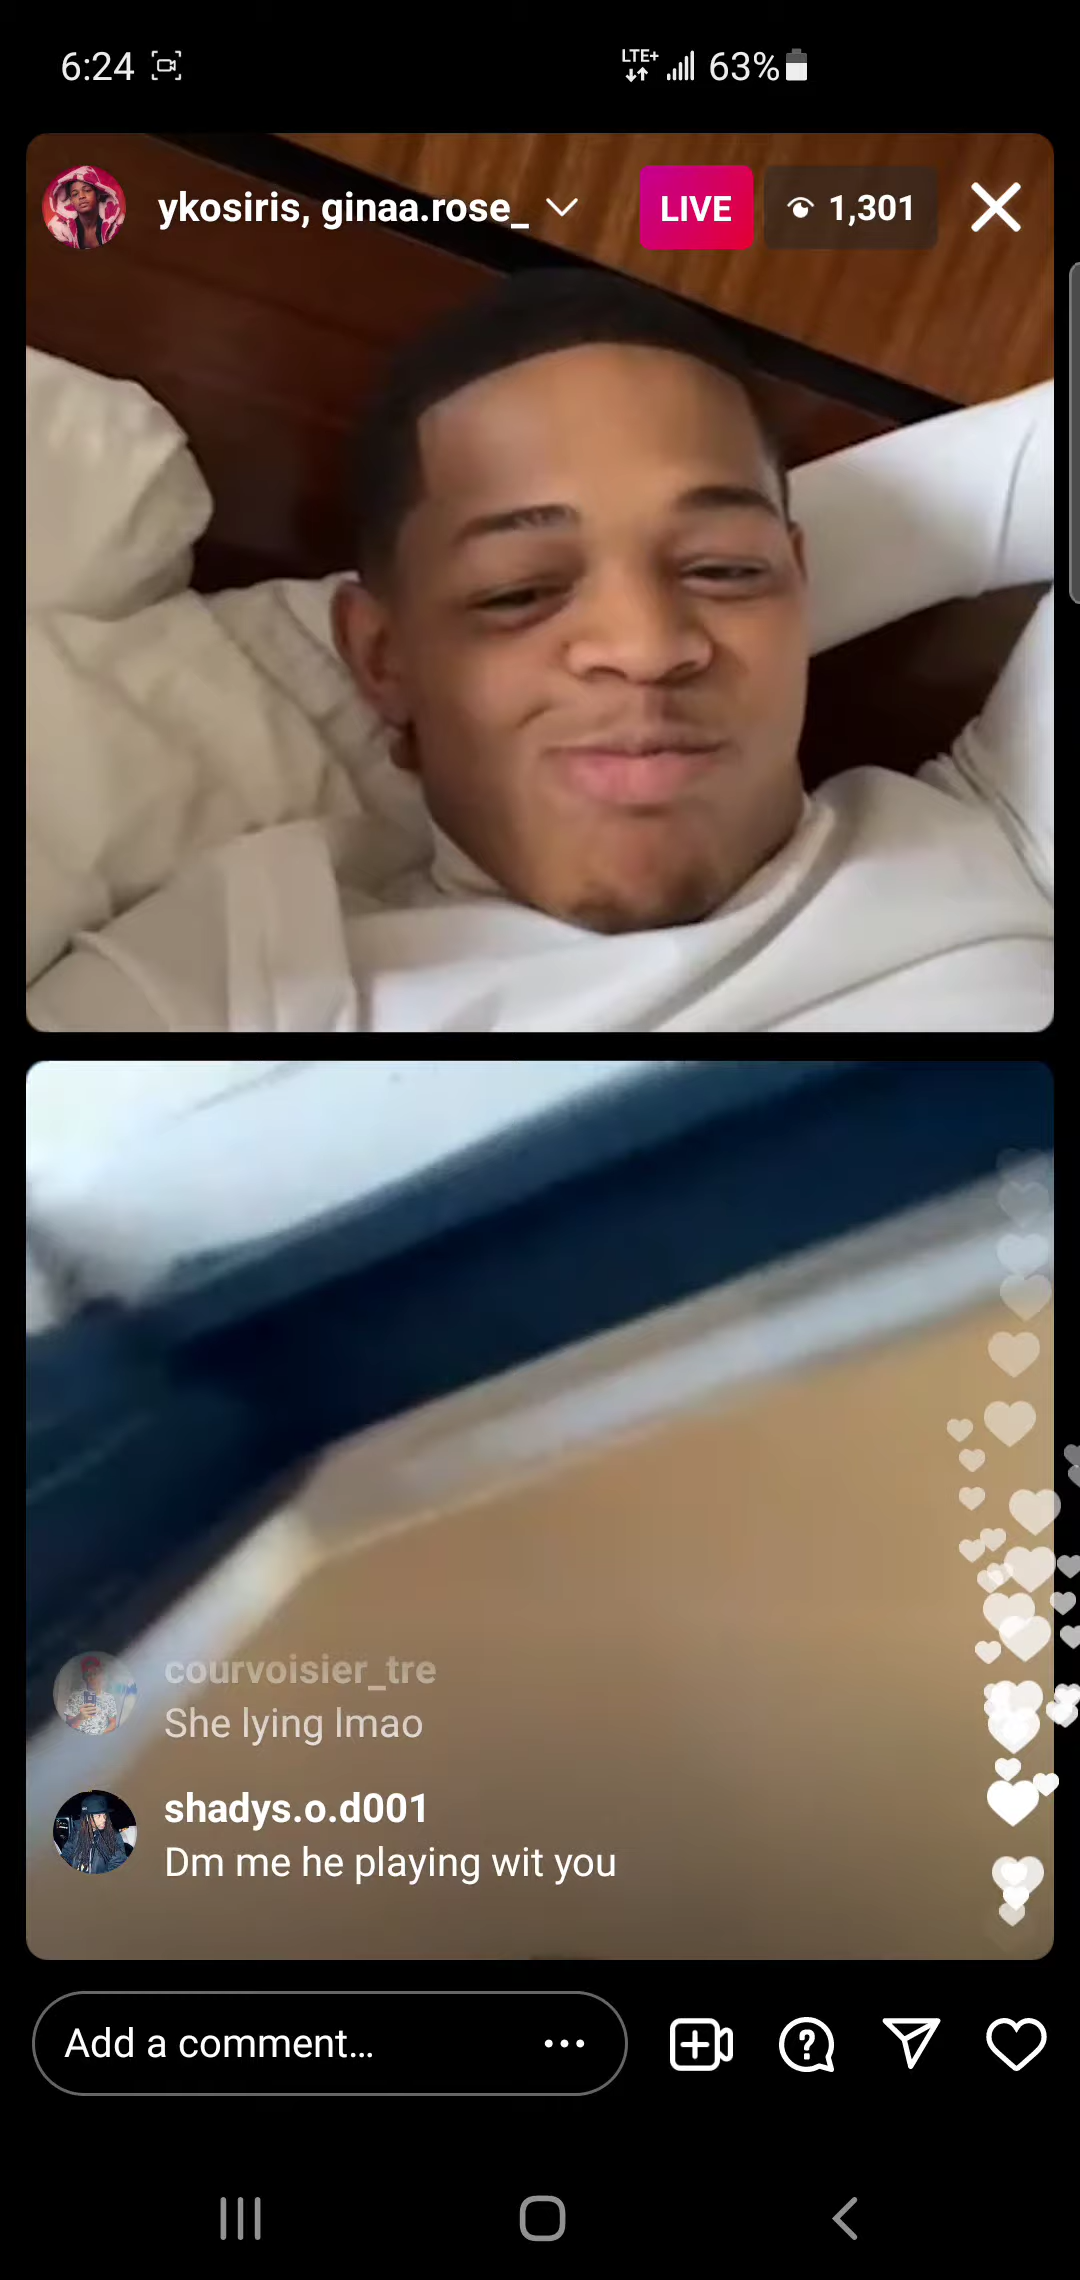 6:24 LTE+ 63%
ykosiris, ginaa.rose_ LIVE 1,301
courvoisier_tre
She lying lmao
shadys.o.d001
Dm me he playing wit you
Add a comment...